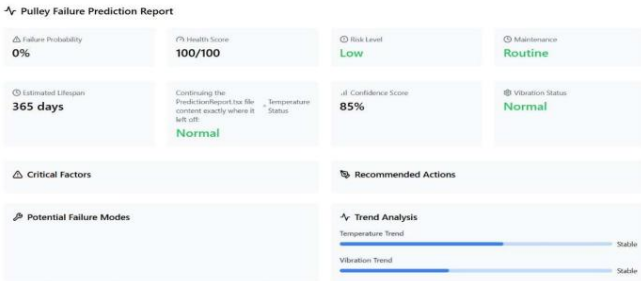 Pulley Failure Prediction Report
Failure Probability
0%
Health Score
100/100
Risk Level
Low
Maintenance
Routine
Estimated Lifespan
365 days
Continuing the
PredictionReport.tsx file
content exactly where it
left off:
Temperature
Status
Normal
Confidence Score
85%
Vibration Status
Normal
Critical Factors
Recommended Actions
Potential Failure Modes
Trend Analysis
Temperature Trend
Stable
Vibration Trend
Stable